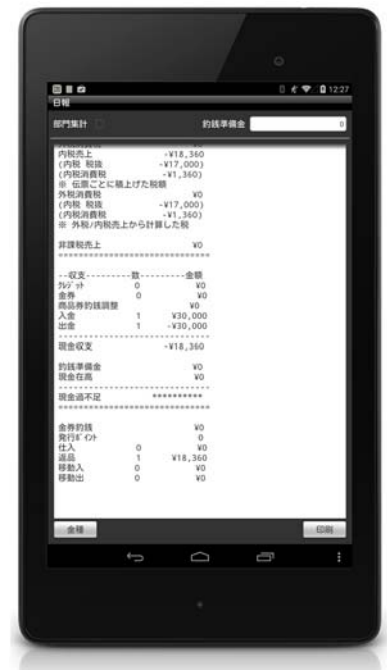 12:27
日報
部門集計 釣銭準備金 0
内税売上 -¥18,360
(内税 税抜 -¥17,000)
(内税消費税 -¥1,360)
※ 伝票ごとに積上げた税額
外税消費税 ¥0
(内税 税抜 -¥17,000)
(内税消費税 -¥1,360)
※ 外税/内税売上から計算した税
非課税売上 ¥0
==============================
--収支---------数---------金額
ｸﾚｼﾞｯﾄ 0 ¥0
金券 0 ¥0
商品券釣銭調整 ¥0
入金 1 ¥30,000
出金 1 -¥30,000
------------------------------
現金収支 -¥18,360
釣銭準備金 ¥0
現金在高 ¥0
------------------------------
現金過不足 **********
==============================
金券釣銭 ¥0
発行ﾎﾟｲﾝﾄ 0
仕入 0 ¥0
返品 1 ¥18,360
移動入 0 ¥0
移動出 0 ¥0
金種 印刷